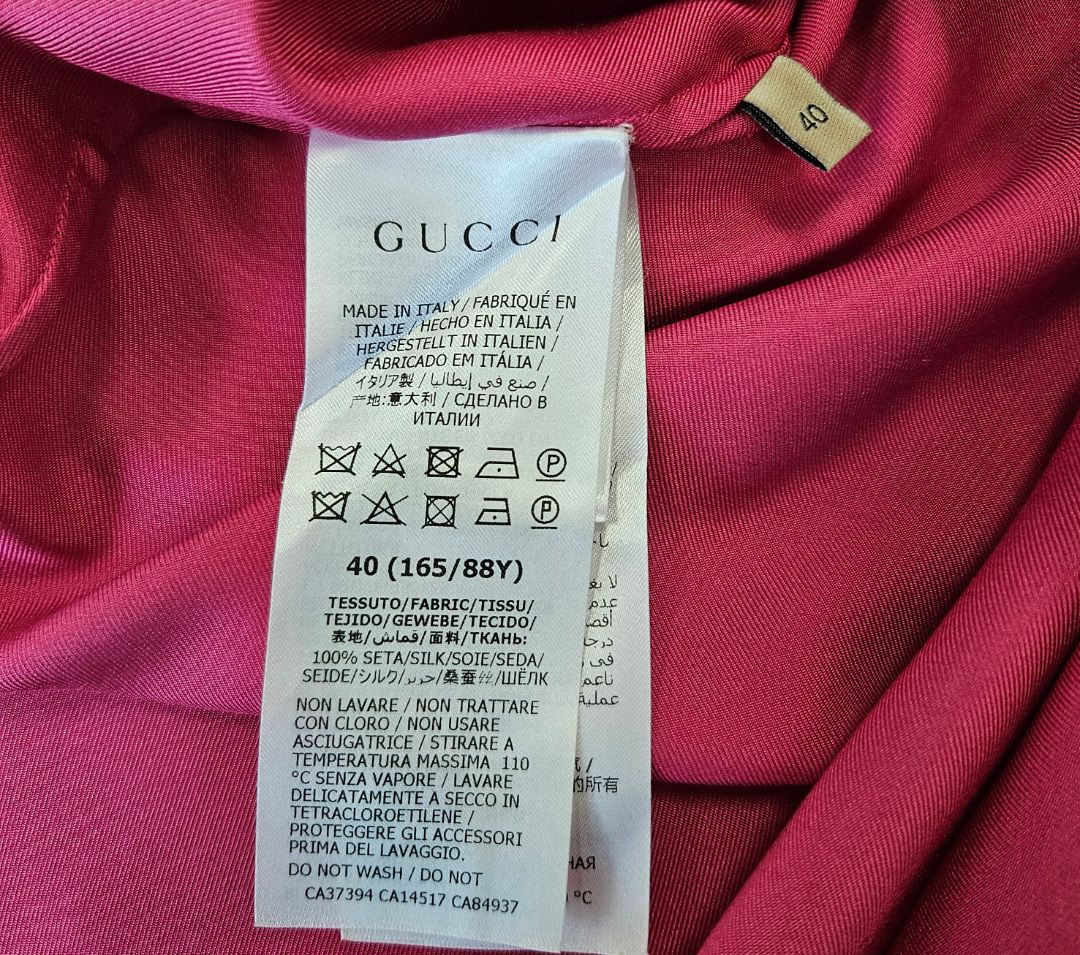 40
GUCCI
MADE IN ITALY / FABRIQUÉ EN
ITALIE / HECHO EN ITALIA /
HERGESTELLT IN ITALIEN /
FABRICADO EM ITÁLIA /
イタリア製 / صنع في إيطاليا /
产地:意大利 / СДЕЛАНО В
ИТАЛИИ
P
P
40 (165/88Y)
TESSUTO/FABRIC/TISSU/
TEJIDO/GEWEBE/TECIDO/
表地/قماش/面料/ТКАНЬ:
100% SETA/SILK/SOIE/SEDA/
SEIDE/シルク/حرير/桑蚕丝/ШЁЛК
NON LAVARE / NON TRATTARE
CON CLORO / NON USARE
ASCIUGATRICE / STIRARE A
TEMPERATURA MASSIMA 110
°C SENZA VAPORE / LAVARE
DELICATAMENTE A SECCO IN
TETRACLOROETILENE /
PROTEGGERE GLI ACCESSORI
PRIMA DEL LAVAGGIO.
DO NOT WASH / DO NOT
CA37394 CA14517 CA84937
的所有
НАЯ
°C